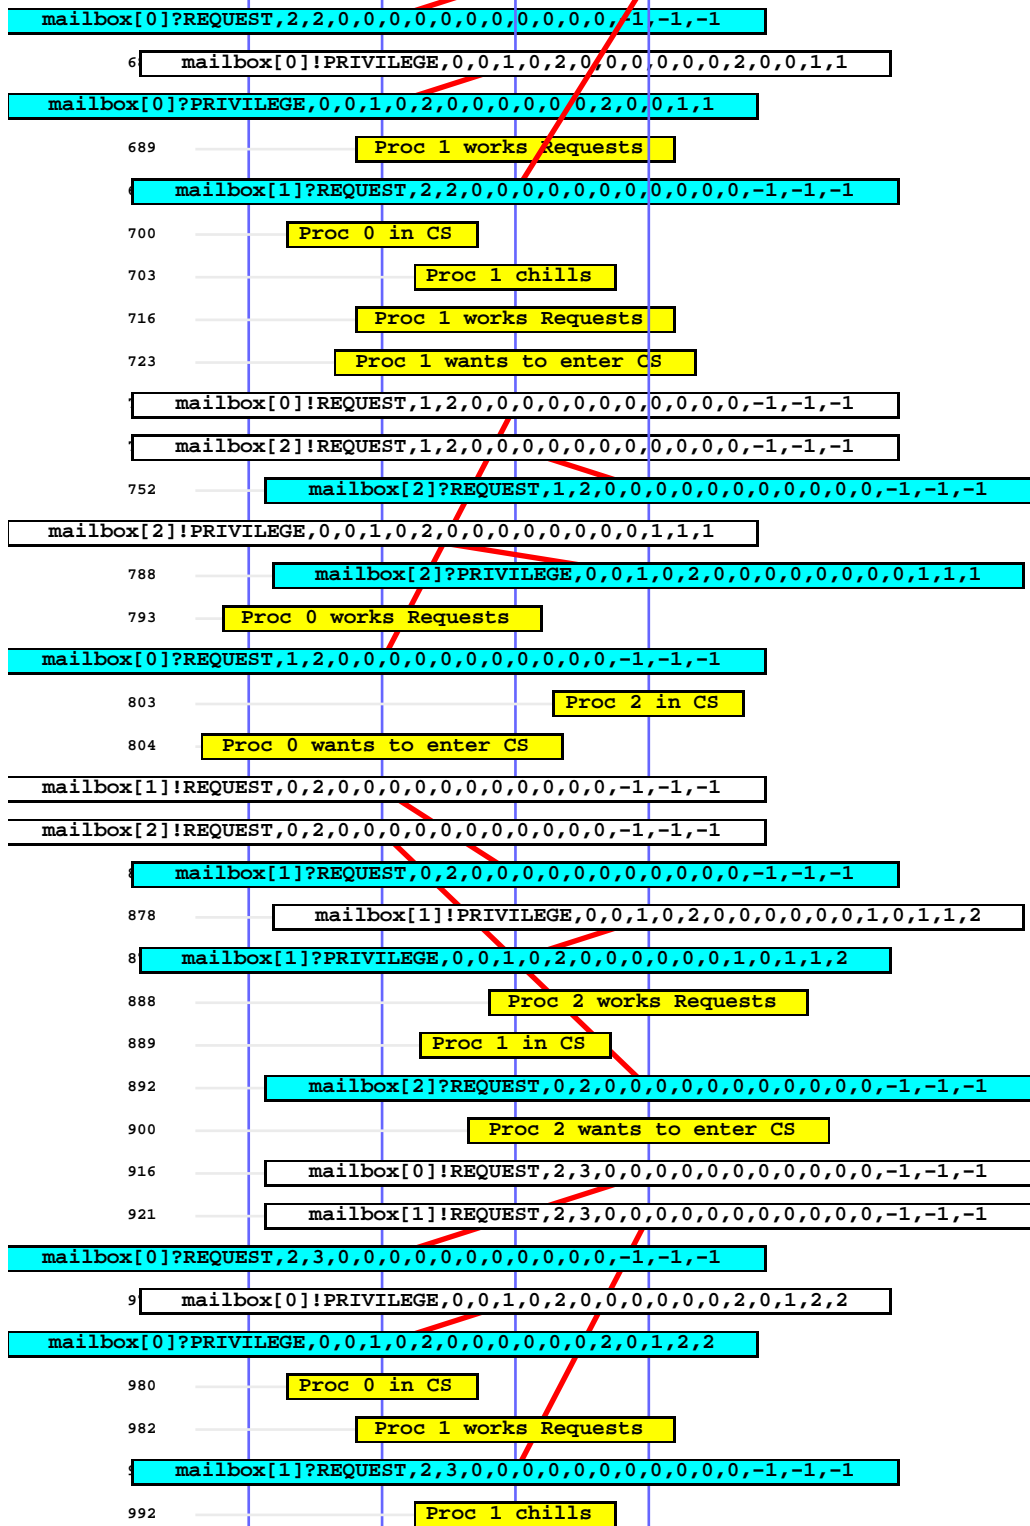 mailbox[0]?REQUEST,2,2,0,0,0,0,0,0,0,0,0,0,0,-1,-1,-1
mailbox[0]!PRIVILEGE,0,0,1,0,2,0,0,0,0,0,0,2,0,0,1,1
mailbox[0]?PRIVILEGE,0,0,1,0,2,0,0,0,0,0,0,2,0,0,1,1
689 Proc 1 works Requests
mailbox[1]?REQUEST,2,2,0,0,0,0,0,0,0,0,0,0,0,-1,-1,-1
700 Proc 0 in CS
703 Proc 1 chills
716 Proc 1 works Requests
723 Proc 1 wants to enter CS
mailbox[0]!REQUEST,1,2,0,0,0,0,0,0,0,0,0,0,0,-1,-1,-1
mailbox[2]!REQUEST,1,2,0,0,0,0,0,0,0,0,0,0,0,-1,-1,-1
752 mailbox[2]?REQUEST,1,2,0,0,0,0,0,0,0,0,0,0,0,-1,-1,-1
mailbox[2]!PRIVILEGE,0,0,1,0,2,0,0,0,0,0,0,0,0,1,1,1
788 mailbox[2]?PRIVILEGE,0,0,1,0,2,0,0,0,0,0,0,0,0,1,1,1
793 Proc 0 works Requests
mailbox[0]?REQUEST,1,2,0,0,0,0,0,0,0,0,0,0,0,-1,-1,-1
803 Proc 2 in CS
804 Proc 0 wants to enter CS
mailbox[1]!REQUEST,0,2,0,0,0,0,0,0,0,0,0,0,0,-1,-1,-1
mailbox[2]!REQUEST,0,2,0,0,0,0,0,0,0,0,0,0,0,-1,-1,-1
mailbox[1]?REQUEST,0,2,0,0,0,0,0,0,0,0,0,0,0,-1,-1,-1
878 mailbox[1]!PRIVILEGE,0,0,1,0,2,0,0,0,0,0,0,1,0,1,1,2
mailbox[1]?PRIVILEGE,0,0,1,0,2,0,0,0,0,0,0,1,0,1,1,2
888 Proc 2 works Requests
889 Proc 1 in CS
892 mailbox[2]?REQUEST,0,2,0,0,0,0,0,0,0,0,0,0,0,-1,-1,-1
900 Proc 2 wants to enter CS
916 mailbox[0]!REQUEST,2,3,0,0,0,0,0,0,0,0,0,0,0,-1,-1,-1
921 mailbox[1]!REQUEST,2,3,0,0,0,0,0,0,0,0,0,0,0,-1,-1,-1
mailbox[0]?REQUEST,2,3,0,0,0,0,0,0,0,0,0,0,0,-1,-1,-1
mailbox[0]!PRIVILEGE,0,0,1,0,2,0,0,0,0,0,0,2,0,1,2,2
mailbox[0]?PRIVILEGE,0,0,1,0,2,0,0,0,0,0,0,2,0,1,2,2
980 Proc 0 in CS
982 Proc 1 works Requests
mailbox[1]?REQUEST,2,3,0,0,0,0,0,0,0,0,0,0,0,-1,-1,-1
992 Proc 1 chills